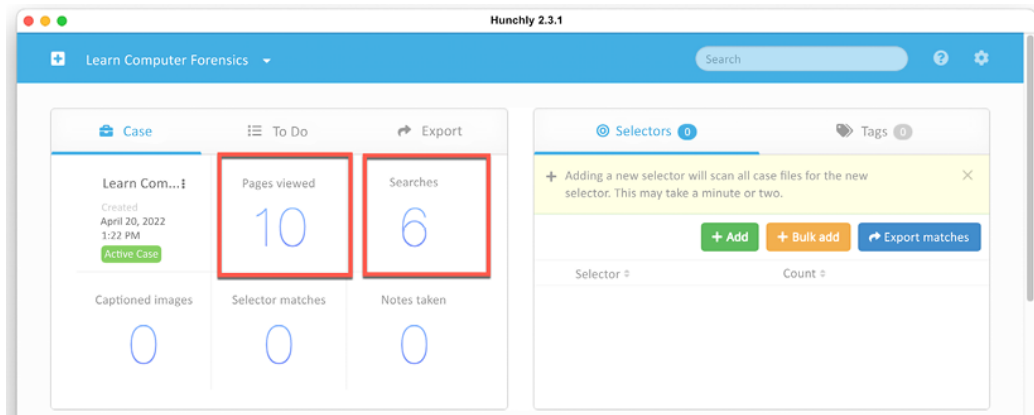 Hunchly 2.3.1
Learn Computer Forensics
Search
Case
To Do
Export
Learn Com...
Created
April 20, 2022
1:22 PM
Active Case
Pages viewed
10
Searches
6
Captioned images
0
Selector matches
0
Notes taken
0
Selectors 0
Tags 0
+ Adding a new selector will scan all case files for the new
selector. This may take a minute or two.
+ Add
+ Bulk add
Export matches
Selector
Count